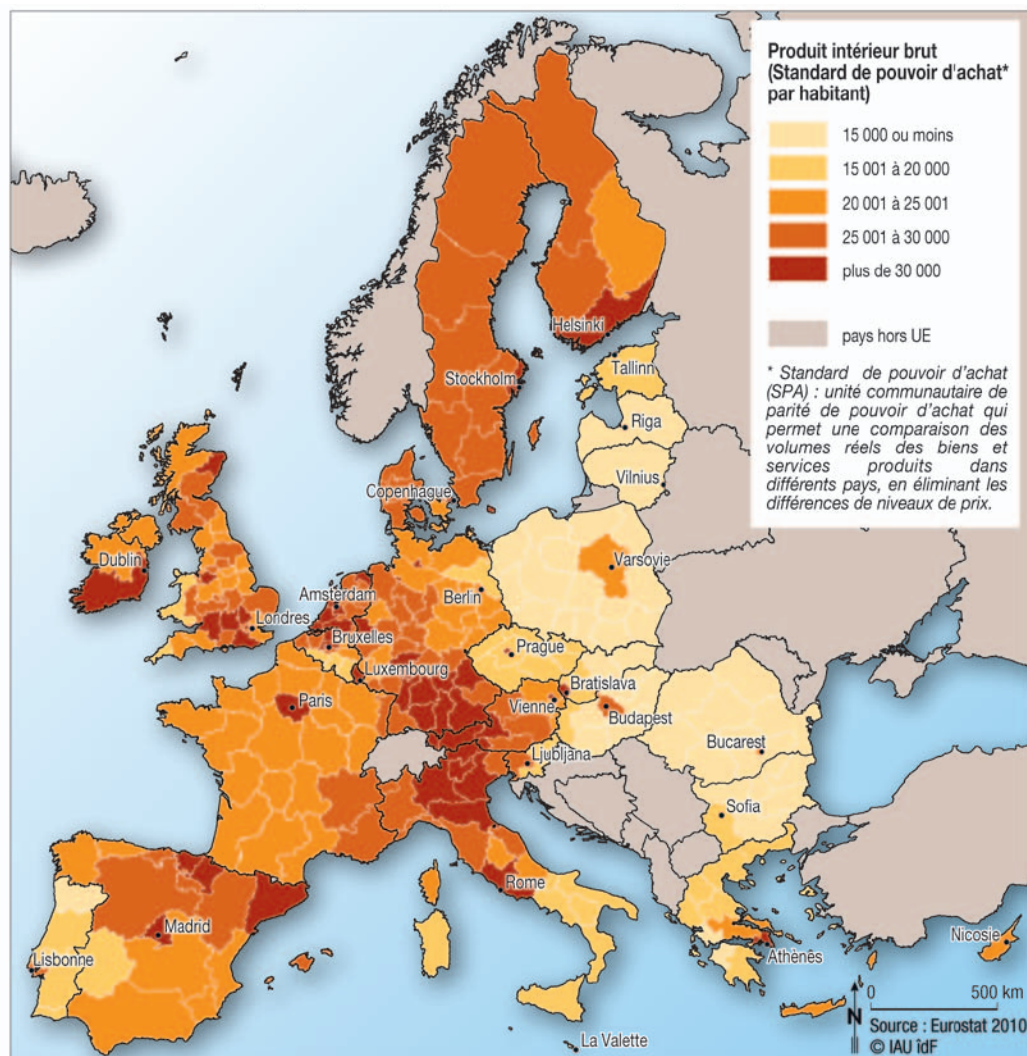 Produit intérieur brut
(Standard de pouvoir d'achat*
par habitant)
15 000 ou moins
15 001 à 20 000
20 001 à 25 001
25 001 à 30 000
plus de 30 000
pays hors UE
* Standard de pouvoir d'achat
(SPA) : unité communautaire de
parité de pouvoir d'achat qui
permet une comparaison des
volumes réels des biens et
services produits dans
différents pays, en éliminant les
différences de niveaux de prix.
Helsinki
Tallinn
Stockholm
Riga
Vilnius
Copenhague
Dublin
Varsovie
Amsterdam
Berlin
Londres
Bruxelles
Prague
Luxembourg
Paris
Bratislava
Vienne
Budapest
Ljubljana
Bucarest
Sofia
Rome
Madrid
Lisbonne
Athènes
Nicosie
La Valette
0 500 km
N
Source : Eurostat 2010
© IAU îdF